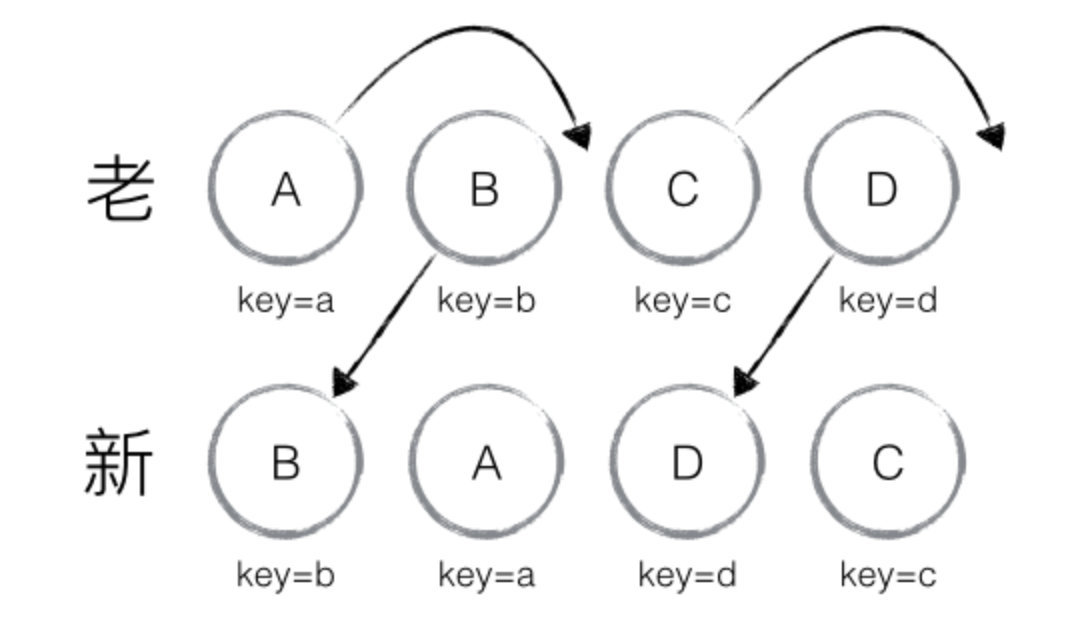 老 A B C D
key=a key=b key=c key=d
新 B A D C
key=b key=a key=d key=c